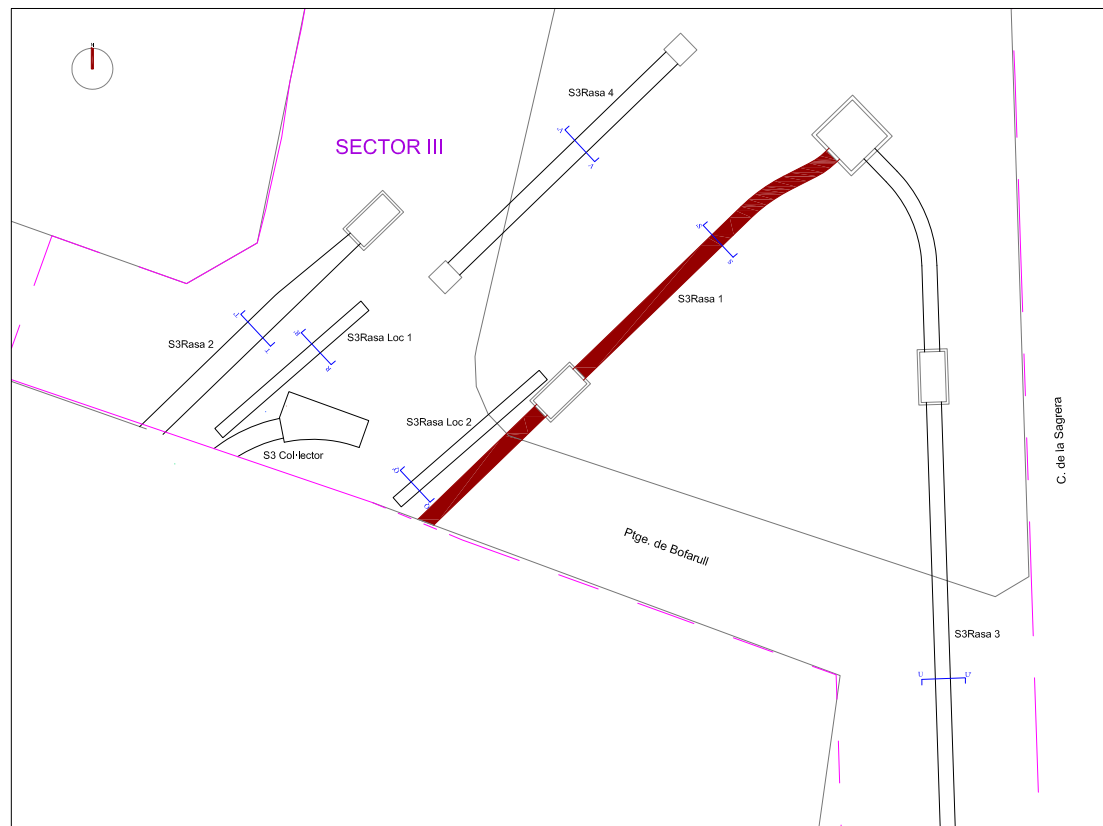 N
S3Rasa 4
SECTOR III
S3Rasa 1
S3Rasa 2
S3Rasa Loc 1
S3Rasa Loc 2
S3 Col·lector
C. de la Sagrera
Ptge. de Bofarull
S3Rasa 3
U
U'